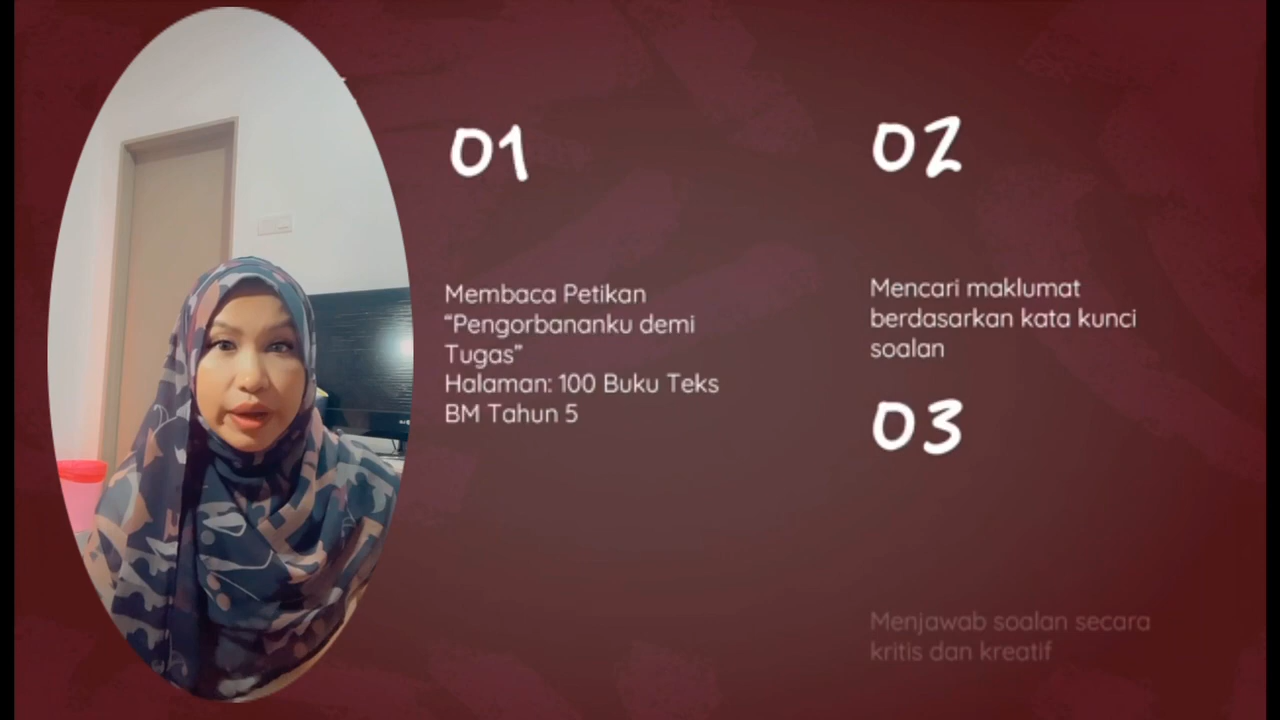 01
Membaca Petikan
“Pengorbananku demi
Tugas”
Halaman: 100 Buku Teks
BM Tahun 5
02
Mencari maklumat
berdasarkan kata kunci
soalan
03
Menjawab soalan secara
kritis dan kreatif